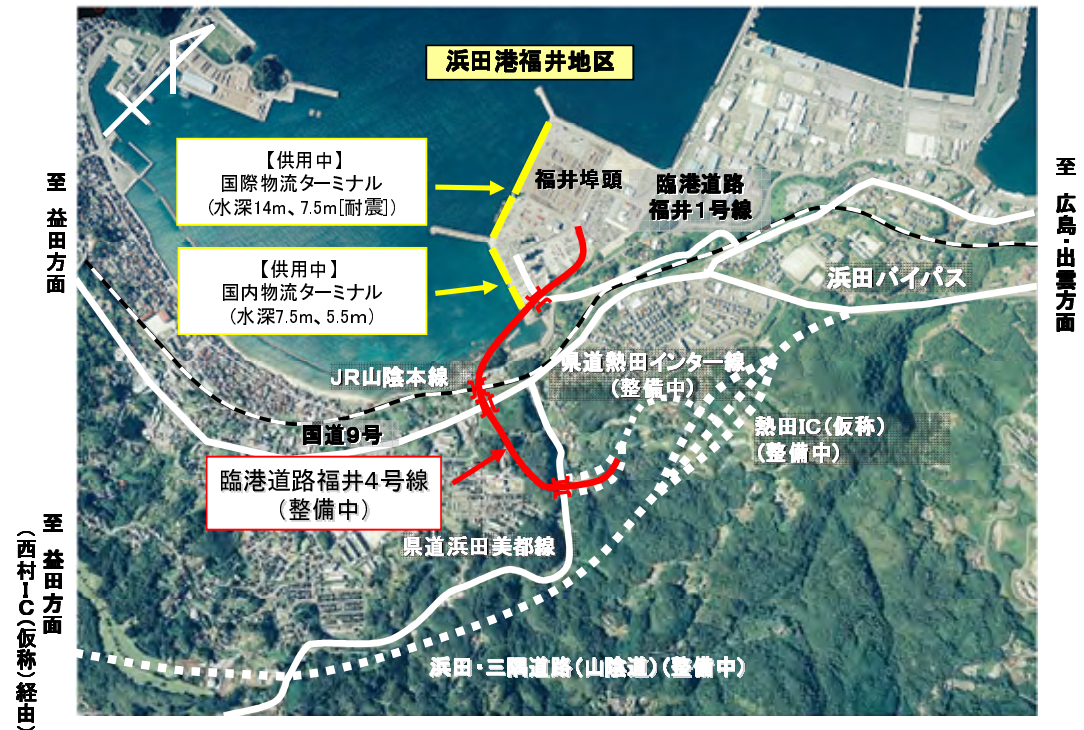 浜田港福井地区
【供用中】
国際物流ターミナル
(水深14m、7.5m[耐震])
福井埠頭
臨港道路
福井1号線
至 益田方面
至 広島・出雲方面
【供用中】
国内物流ターミナル
(水深7.5m、5.5m)
浜田バイパス
JR山陰本線
県道熱田インター線
(整備中)
国道9号
熱田IC(仮称)
(整備中)
臨港道路福井4号線
(整備中)
県道浜田美都線
至 益田方面
(西村IC(仮称)経由)
浜田・三隅道路(山陰道)(整備中)